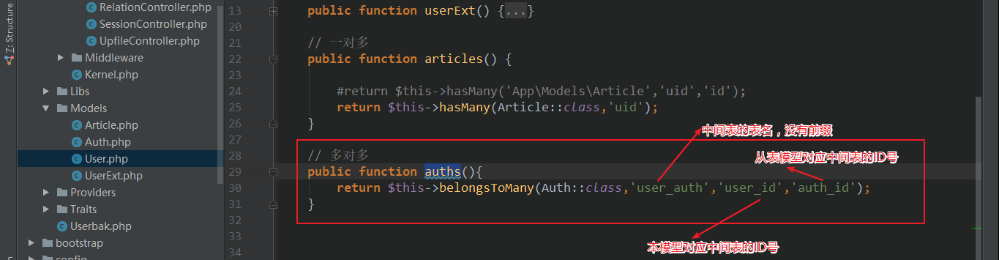 Z: Structure
RelationController.php
SessionController.php
UpfileController.php
Middleware
Kernel.php
Libs
Models
Article.php
Auth.php
User.php
UserExt.php
Providers
Traits
Userbak.php
bootstrap
config
13 public function userExt() {...}
20
21 // 一对多
22 public function articles() {
23
24 #return $this->hasMany('App\Models\Article','uid','id');
25 return $this->hasMany(Article::class,'uid');
26 }
27
中间表的表名，没有前缀
28 // 多对多
从表模型对应中间表的ID号
29 public function auths(){
30 return $this->belongsToMany(Auth::class,'user_auth','user_id','auth_id');
31 }
32
33
本模型对应中间表的ID号
34